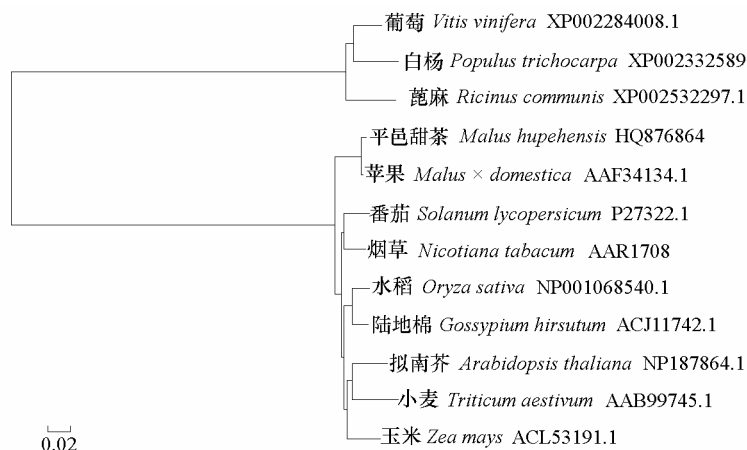 葡萄 Vitis vinifera XP002284008.1
白杨 Populus trichocarpa XP002332589
蓖麻 Ricinus communis XP002532297.1
平邑甜茶 Malus hupehensis HQ876864
苹果 Malus × domestica AAF34134.1
番茄 Solanum lycopersicum P27322.1
烟草 Nicotiana tabacum AAR1708
水稻 Oryza sativa NP001068540.1
陆地棉 Gossypium hirsutum ACJ11742.1
拟南芥 Arabidopsis thaliana NP187864.1
小麦 Triticum aestivum AAB99745.1
玉米 Zea mays ACL53191.1
0.02